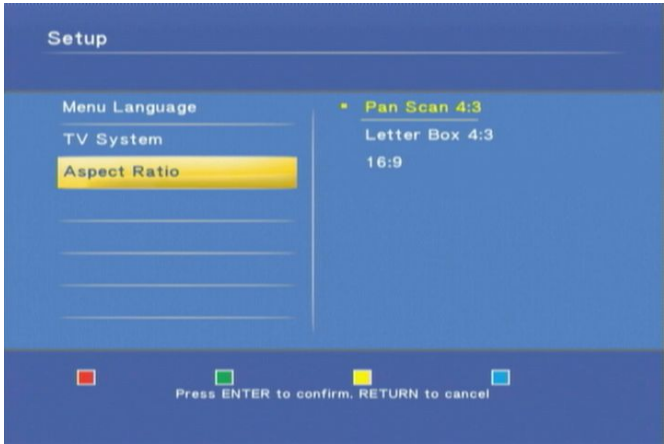 Setup
Menu Language
TV System
Aspect Ratio
Pan Scan 4:3
Letter Box 4:3
16:9
Press ENTER to confirm. RETURN to cancel